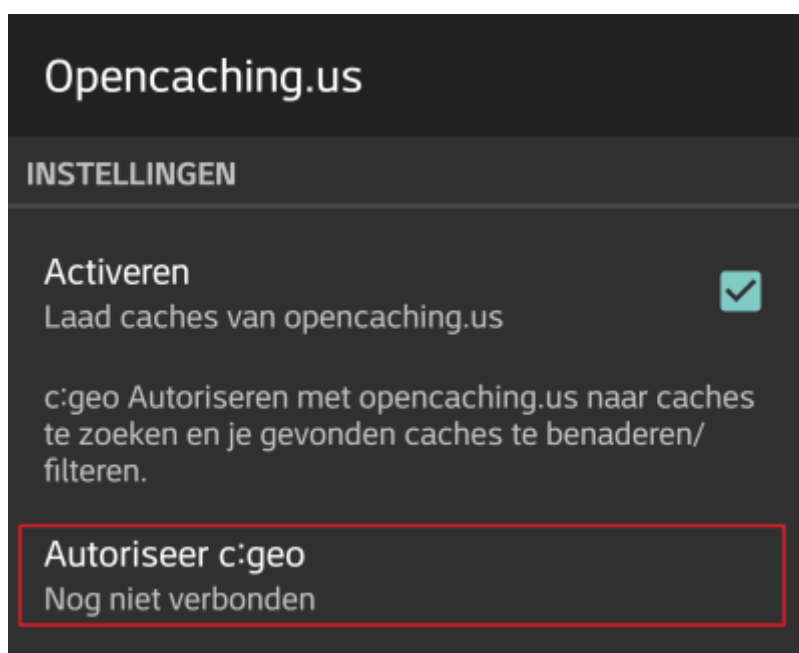 Opencaching.us
INSTELLINGEN
Activeren
Laad caches van opencaching.us
c:geo Autoriseren met opencaching.us naar caches
te zoeken en je gevonden caches te benaderen/
filteren.
Autoriseer c:geo
Nog niet verbonden